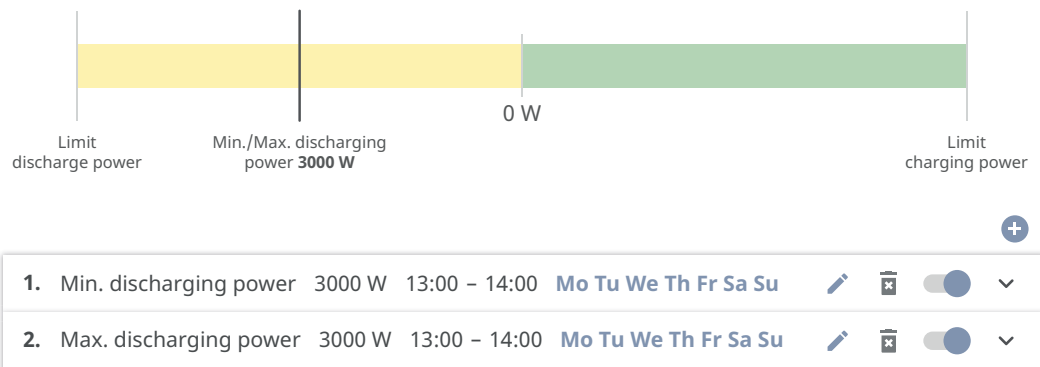 0 W
Limit
discharge power
Min./Max. discharging
power 3000 W
Limit
charging power
1. Min. discharging power 3000 W 13:00 – 14:00 Mo Tu We Th Fr Sa Su
2. Max. discharging power 3000 W 13:00 – 14:00 Mo Tu We Th Fr Sa Su